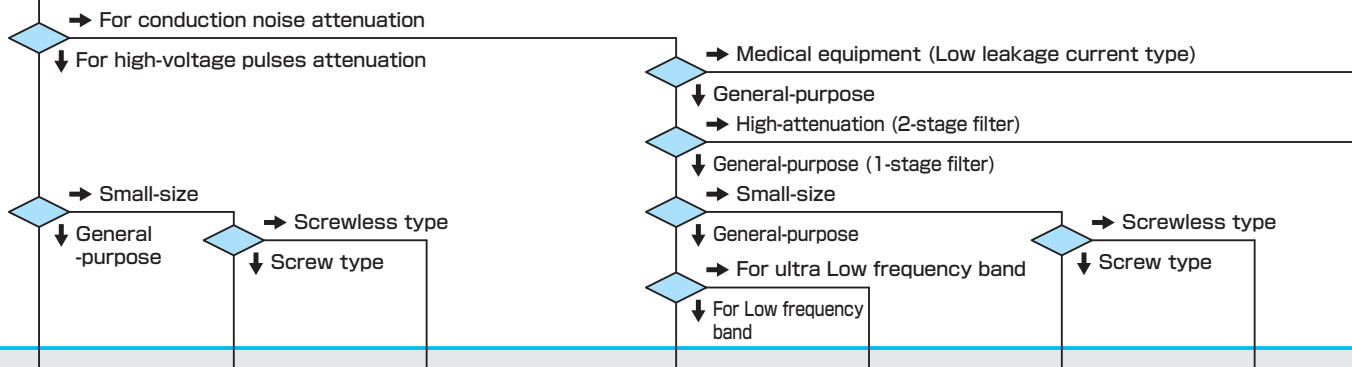 For conduction noise attenuation
For high-voltage pulses attenuation
Medical equipment (Low leakage current type)
General-purpose
High-attenuation (2-stage filter)
General-purpose (1-stage filter)
Small-size
General
-purpose
Screwless type
Screw type
Small-size
General-purpose
Screwless type
Screw type
For ultra Low frequency band
For Low frequency
band